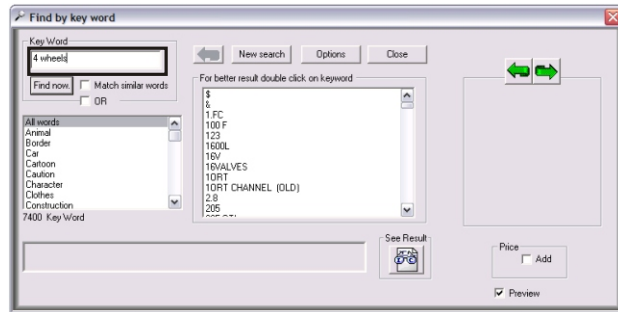 Find by key word
Key Word
4 wheels
Find now.
Match similar words
OR
All words
Animal
Border
Car
Cartoon
Caution
Character
Clothes
Construction
7400 Key Word
New search
Options
Close
For better result double click on keyword
$
&
1.FC
100 F
123
1600L
16V
16VALVES
1ORT
1ORT CHANNEL (OLD)
2.8
205
See Result
Price
Add
Preview